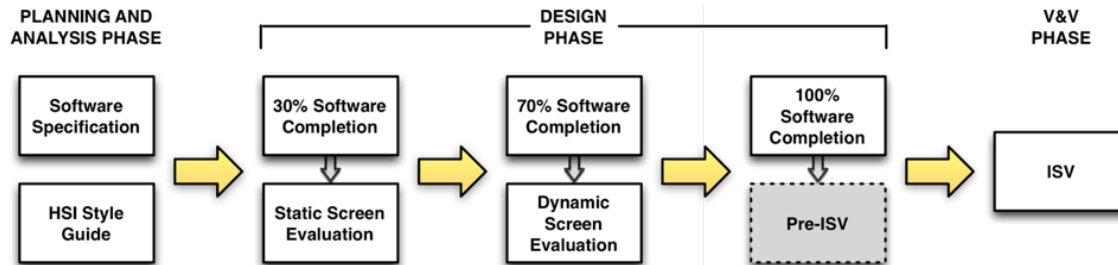 PLANNING AND
ANALYSIS PHASE
DESIGN
PHASE
V&V
PHASE
Software
Specification
30% Software
Completion
70% Software
Completion
100%
Software
Completion
ISV
HSI Style
Guide
Static Screen
Evaluation
Dynamic
Screen
Evaluation
Pre-ISV